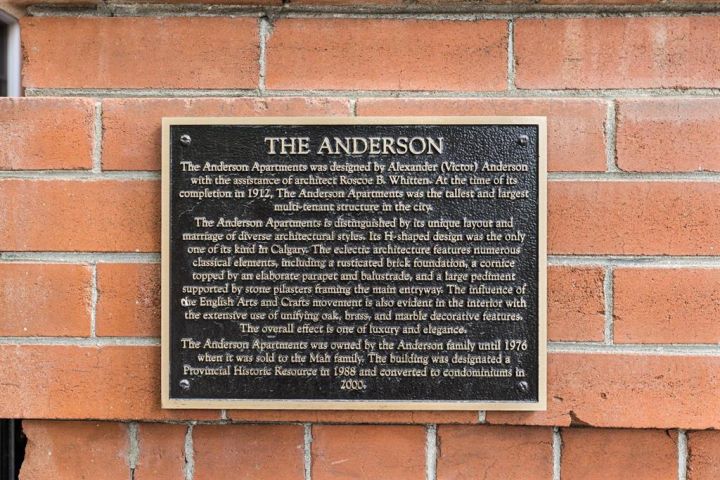 THE ANDERSON
The Anderson Apartments was designed by Alexander (Victor) Anderson
with the assistance of architect Roscoe B. Whitten. At the time of its
completion in 1912, The Anderson Apartments was the tallest and largest
multi-tenant structure in the city.
The Anderson Apartments is distinguished by its unique layout and
marriage of diverse architectural styles. Its H-shaped design was the only
one of its kind in Calgary. The eclectic architecture features numerous
classical elements, including a rusticated brick foundation, a cornice
topped by an elaborate parapet and balustrade, and a large pediment
supported by stone pilasters framing the main entryway. The influence of
the English Arts and Crafts movement is also evident in the interior with
the extensive use of unifying oak, brass, and marble decorative features.
The overall effect is one of luxury and elegance.
The Anderson Apartments was owned by the Anderson family until 1976
when it was sold to the Mah family. The building was designated a
Provincial Historic Resource in 1988 and converted to condominiums in
2000.